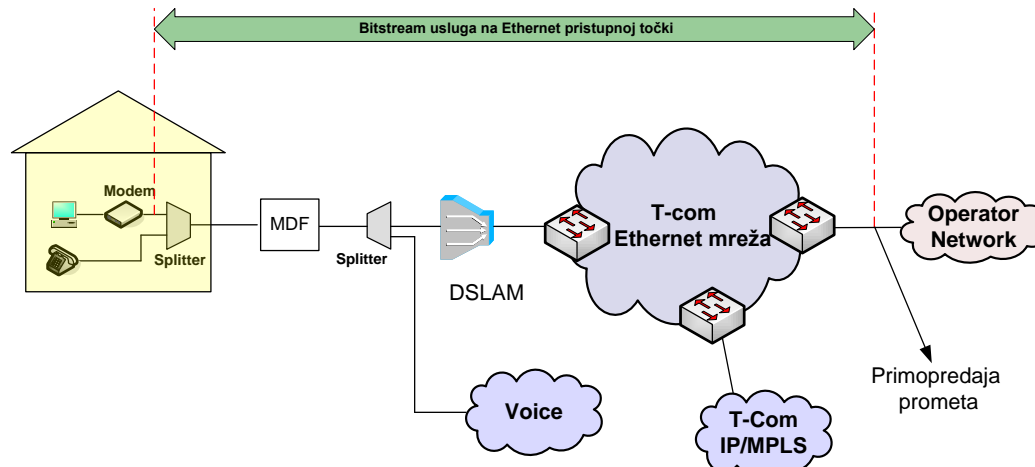 Bitstream usluga na Ethernet pristupnoj točki
Modem
Splitter
MDF
Splitter
DSLAM
T-com
Ethernet mreža
Operator
Network
Voice
T-Com
IP/MPLS
Primopredaja
prometa